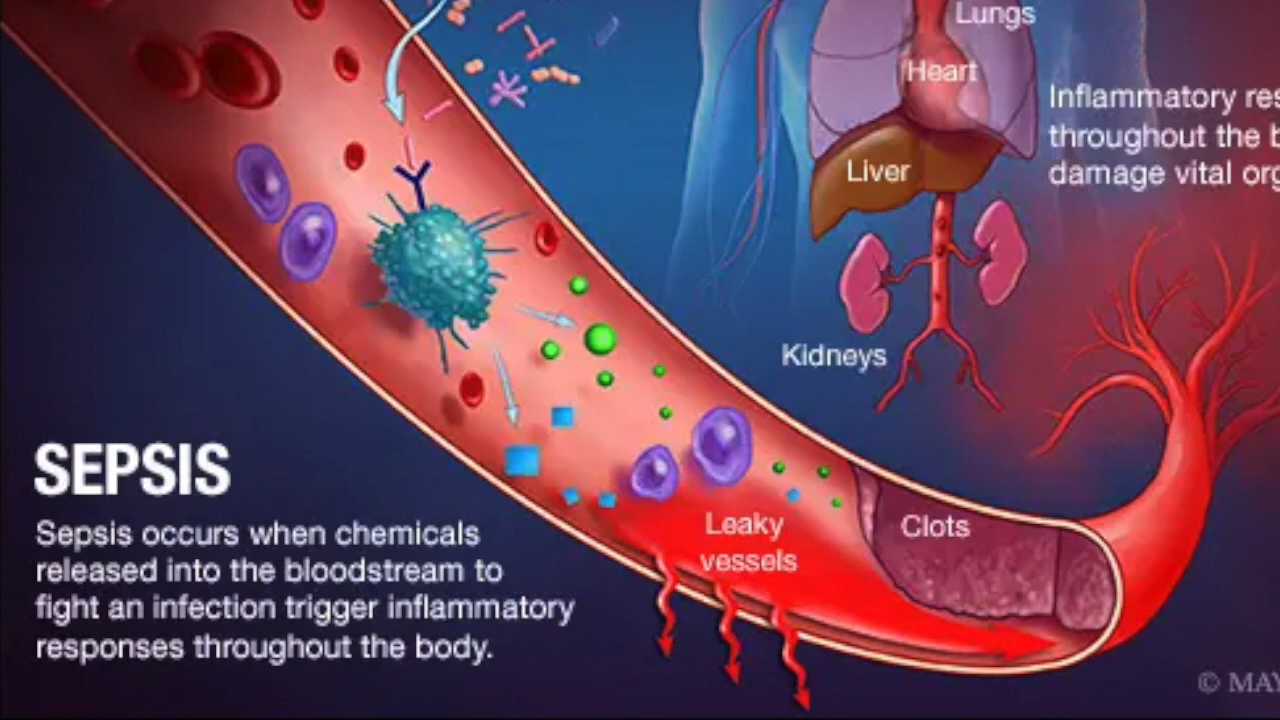 Lungs
Heart
Inflammatory res
throughout the b
damage vital org
Liver
Kidneys
SEPSIS
Sepsis occurs when chemicals
released into the bloodstream to
fight an infection trigger inflammatory
responses throughout the body.
Leaky
vessels
Clots
© MAY